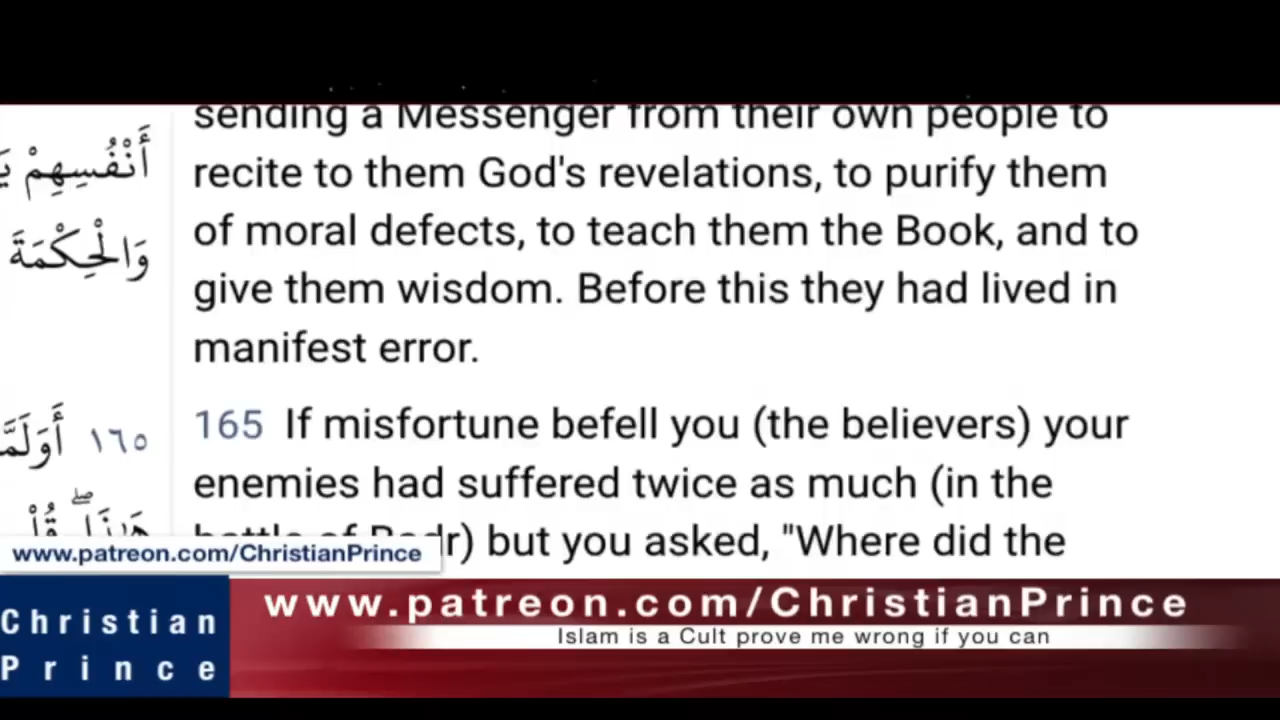 sending a Messenger from their own people to
recite to them God's revelations, to purify them
of moral defects, to teach them the Book, and to
give them wisdom. Before this they had lived in
manifest error.
أَنْفُسِهِمْ
وَالْحِكْمَةَ
165 If misfortune befell you (the believers) your
enemies had suffered twice as much (in the
battle of Badr) but you asked, "Where did the
١٦٥
www.patreon.com/ChristianPrince
Christian
Prince
www.patreon.com/ChristianPrince
Islam is a Cult prove me wrong if you can